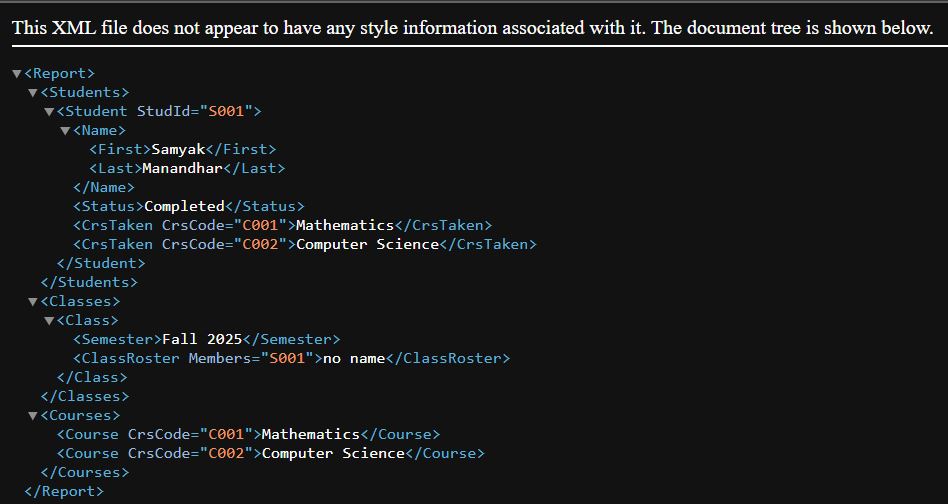 This XML file does not appear to have any style information associated with it. The document tree is shown below.
▼<Report>
▼<Students>
▼<Student StudId="S001">
▼<Name>
<First>Samyak</First>
<Last>Manandhar</Last>
</Name>
<Status>Completed</Status>
<CrsTaken CrsCode="C001">Mathematics</CrsTaken>
<CrsTaken CrsCode="C002">Computer Science</CrsTaken>
</Student>
</Students>
▼<Classes>
▼<Class>
<Semester>Fall 2025</Semester>
<ClassRoster Members="S001">no name</ClassRoster>
</Class>
</Classes>
▼<Courses>
<Course CrsCode="C001">Mathematics</Course>
<Course CrsCode="C002">Computer Science</Course>
</Courses>
</Report>